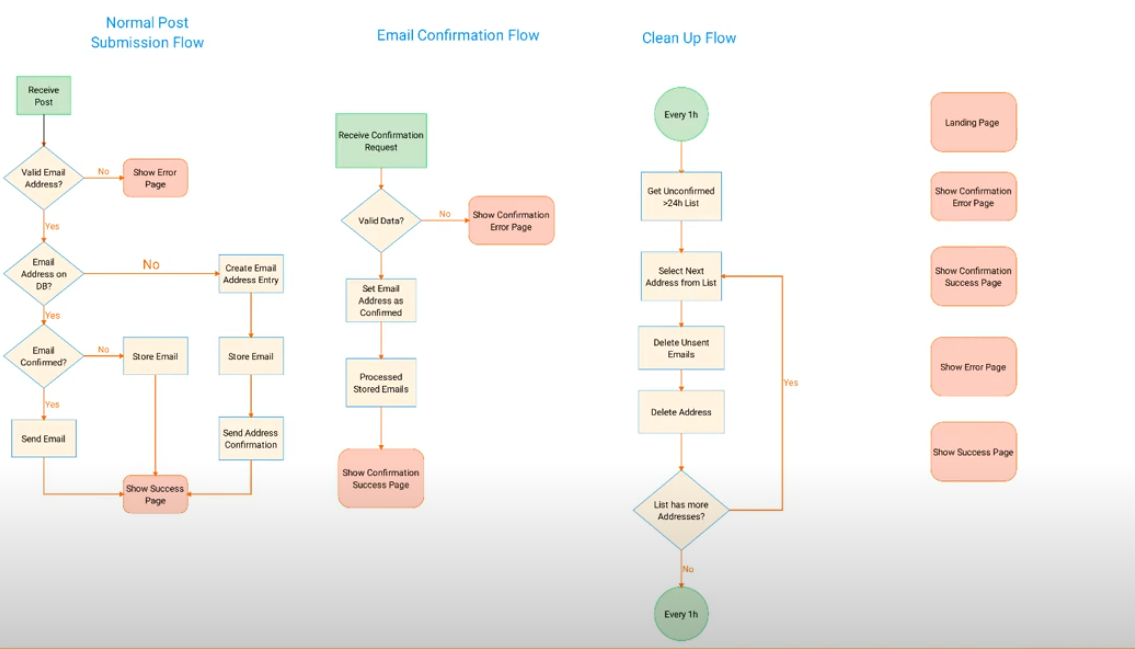 Normal Post
Submission Flow
Receive
Post
Valid Email
Address?
No
Show Error
Page
Yes
Email
Address on
DB?
No
Create Email
Address Entry
Yes
Email
Confirmed?
No
Store Email
Store Email
Yes
Send Email
Send Address
Confirmation
Show Success
Page
Email Confirmation Flow
Receive Confirmation
Request
Valid Data?
No
Show Confirmation
Error Page
Set Email
Address as
Confirmed
Processed
Stored Emails
Show Confirmation
Success Page
Clean Up Flow
Every 1h
Get Unconfirmed
>24h List
Select Next
Address from List
Delete Unsent
Emails
Delete Address
Yes
List has more
Addresses?
No
Every 1h
Landing Page
Show Confirmation
Error Page
Show Confirmation
Success Page
Show Error Page
Show Success Page